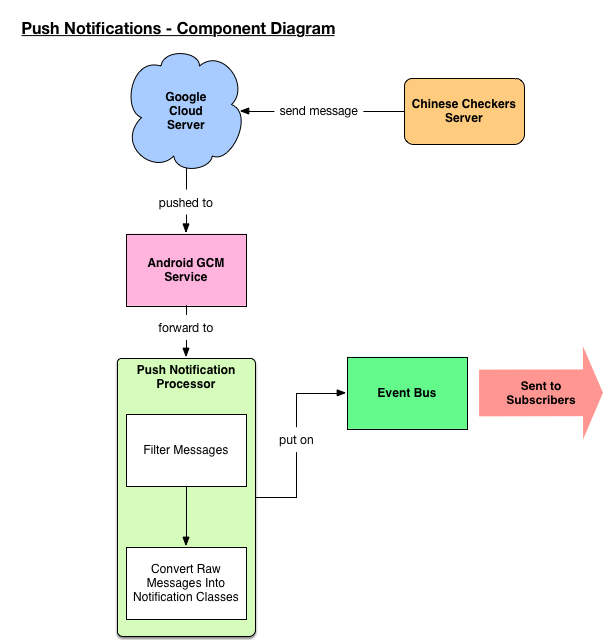 Push Notifications - Component Diagram
Google
Cloud
Server
send message
Chinese Checkers
Server
pushed to
Android GCM
Service
forward to
Push Notification
Processor
Filter Messages
Convert Raw
Messages Into
Notification Classes
put on
Event Bus
Sent to
Subscribers